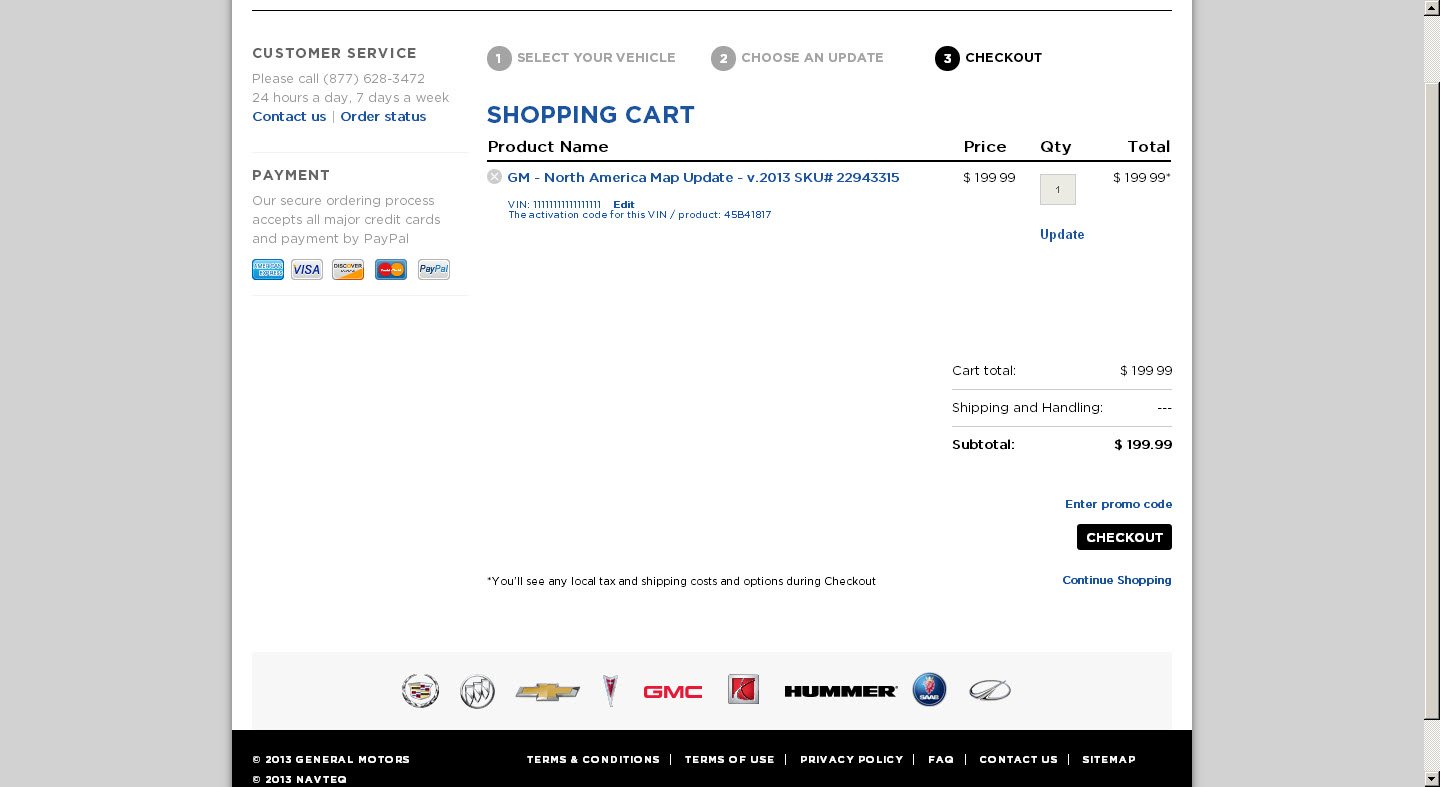 CUSTOMER SERVICE
Please call (877) 628-3472
24 hours a day, 7 days a week
Contact us | Order status
PAYMENT
Our secure ordering process
accepts all major credit cards
and payment by PayPal
AMERICAN EXPRESS VISA DISCOVER PayPal
1 SELECT YOUR VEHICLE 2 CHOOSE AN UPDATE 3 CHECKOUT
SHOPPING CART
Product Name Price Qty Total
GM - North America Map Update - v.2013 SKU# 22943315 $ 199 99 1 $ 199 99*
VIN: 11111111111111111 Edit
The activation code for this VIN / product: 45B41817
Update
Cart total: $ 199 99
Shipping and Handling: ---
Subtotal: $ 199.99
Enter promo code
CHECKOUT
*You'll see any local tax and shipping costs and options during Checkout
Continue Shopping
GMC HUMMER SAAB
© 2013 GENERAL MOTORS
TERMS & CONDITIONS | TERMS OF USE | PRIVACY POLICY | FAQ | CONTACT US | SITEMAP
© 2013 NAVTEQ